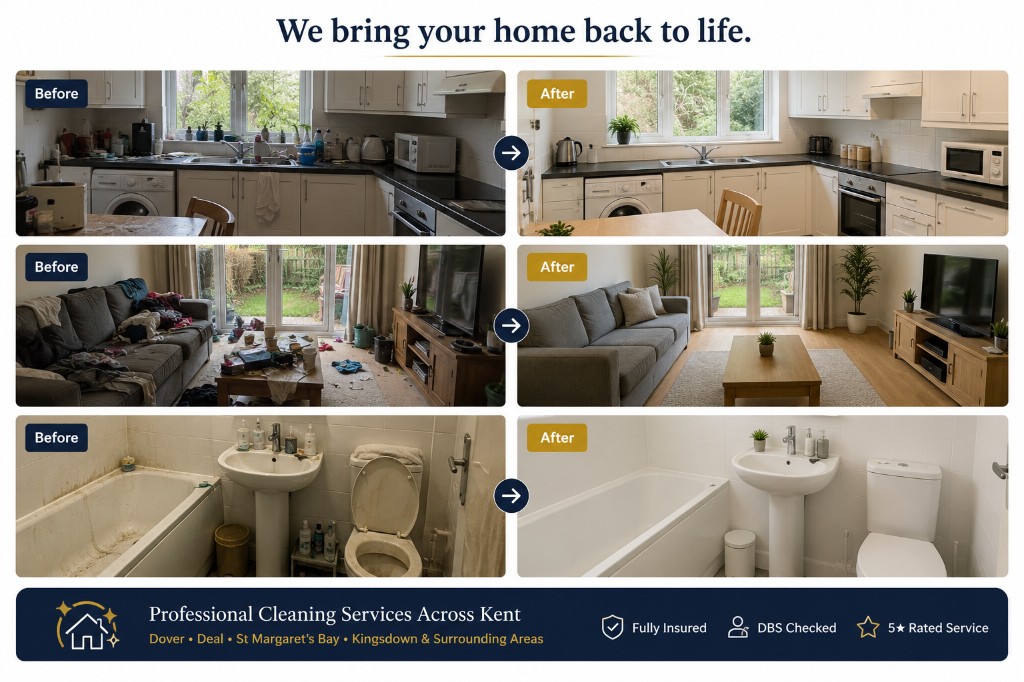 We bring your home back to life.
Before
After
Before
After
Before
After
Professional Cleaning Services Across Kent
Dover • Deal • St Margaret's Bay • Kingsdown & Surrounding Areas
Fully Insured
DBS Checked
5★ Rated Service